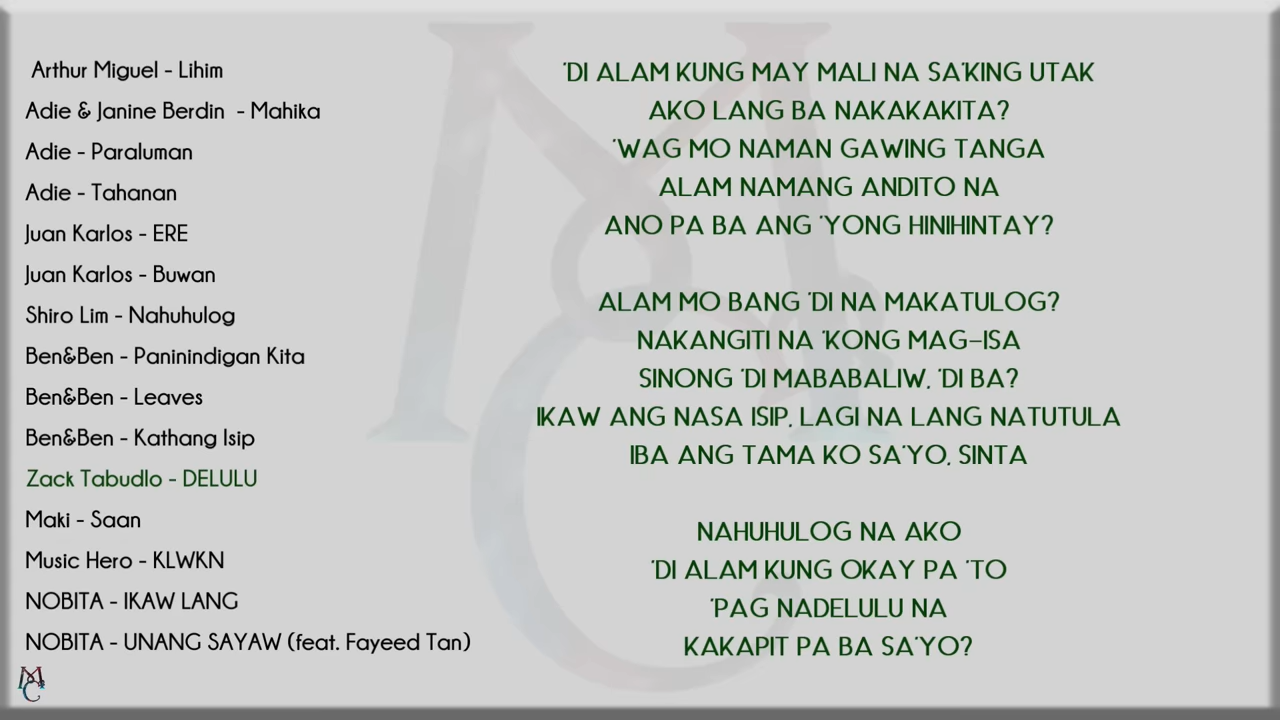 Arthur Miguel - Lihim
Adie & Janine Berdin - Mahika
Adie - Paraluman
Adie - Tahanan
Juan Karlos - ERE
Juan Karlos - Buwan
Shiro Lim - Nahuhulog
Ben&Ben - Paninindigan Kita
Ben&Ben - Leaves
Ben&Ben - Kathang Isip
Zack Tabudlo - DELULU
Maki - Saan
Music Hero - KLWKN
NOBITA - IKAW LANG
NOBITA - UNANG SAYAW (feat. Fayeed Tan)
MC
'DI ALAM KUNG MAY MALI NA SA'KING UTAK
AKO LANG BA NAKAKAKITA?
'WAG MO NAMAN GAWING TANGA
ALAM NAMANG ANDITO NA
ANO PA BA ANG 'YONG HINIHINTAY?
ALAM MO BANG 'DI NA MAKATULOG?
NAKANGITI NA 'KONG MAG-ISA
SINONG 'DI MABABALIW, 'DI BA?
IKAW ANG NASA ISIP, LAGI NA LANG NATUTULA
IBA ANG TAMA KO SA'YO, SINTA
NAHUHULOG NA AKO
'DI ALAM KUNG OKAY PA 'TO
'PAG NADELULU NA
KAKAPIT PA BA SA'YO?